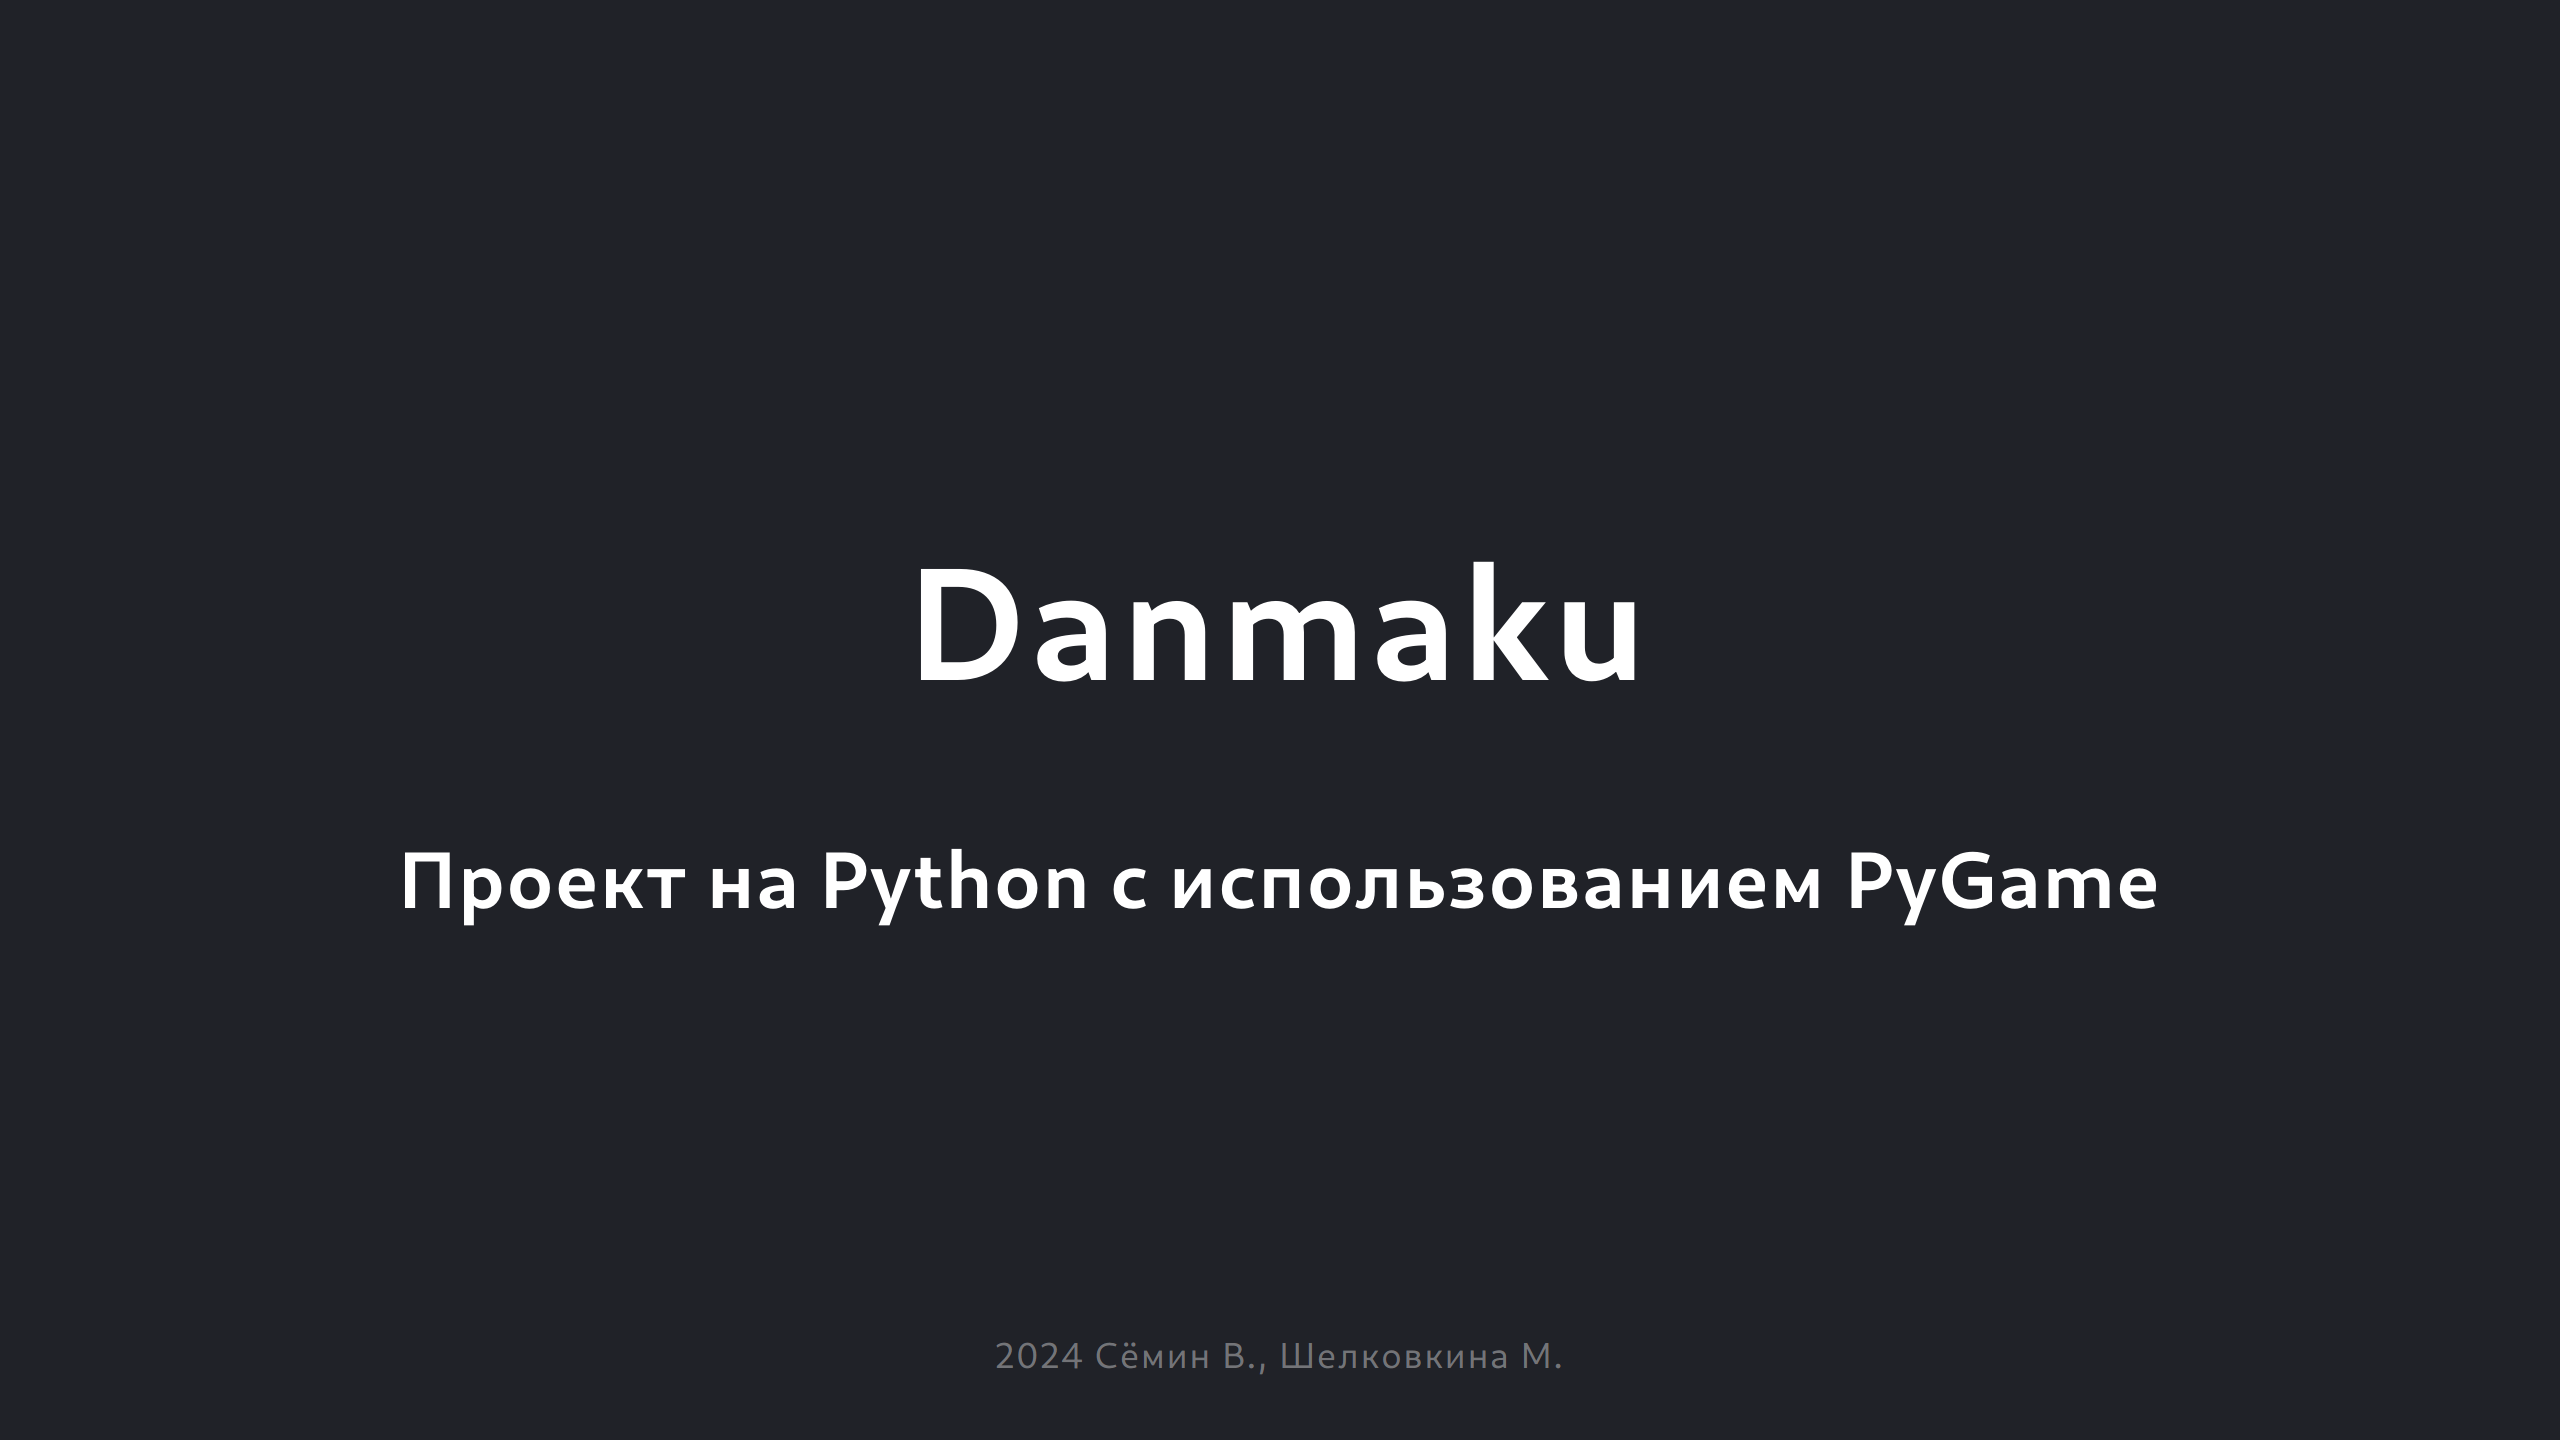 Danmaku
Проект на Python с использованием PyGame
2024 Сёмин В., Шелковкина М.